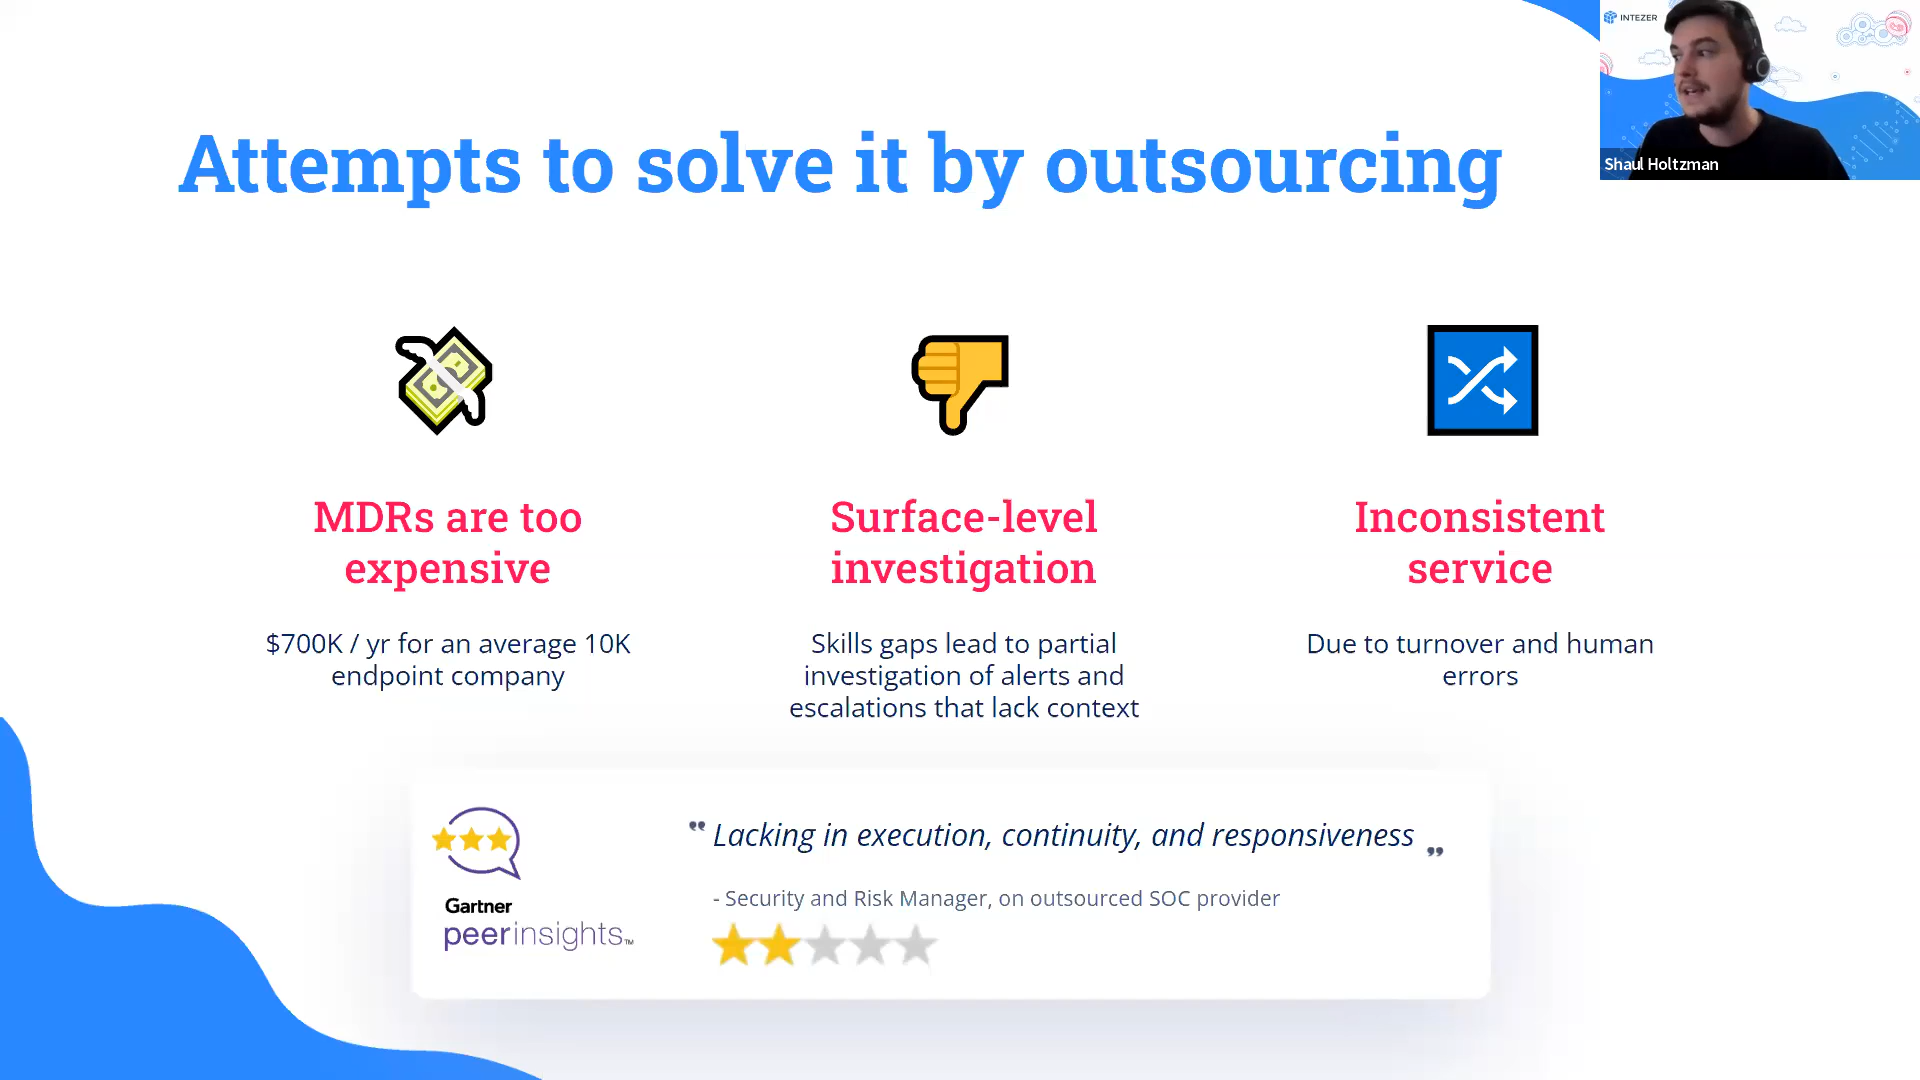 INTEZER
Shaul Holtzman
Attempts to solve it by outsourcing
MDRs are too
expensive
$700K / yr for an average 10K
endpoint company
Surface-level
investigation
Skills gaps lead to partial
investigation of alerts and
escalations that lack context
Inconsistent
service
Due to turnover and human
errors
Gartner
peerinsights™
" Lacking in execution, continuity, and responsiveness "
- Security and Risk Manager, on outsourced SOC provider